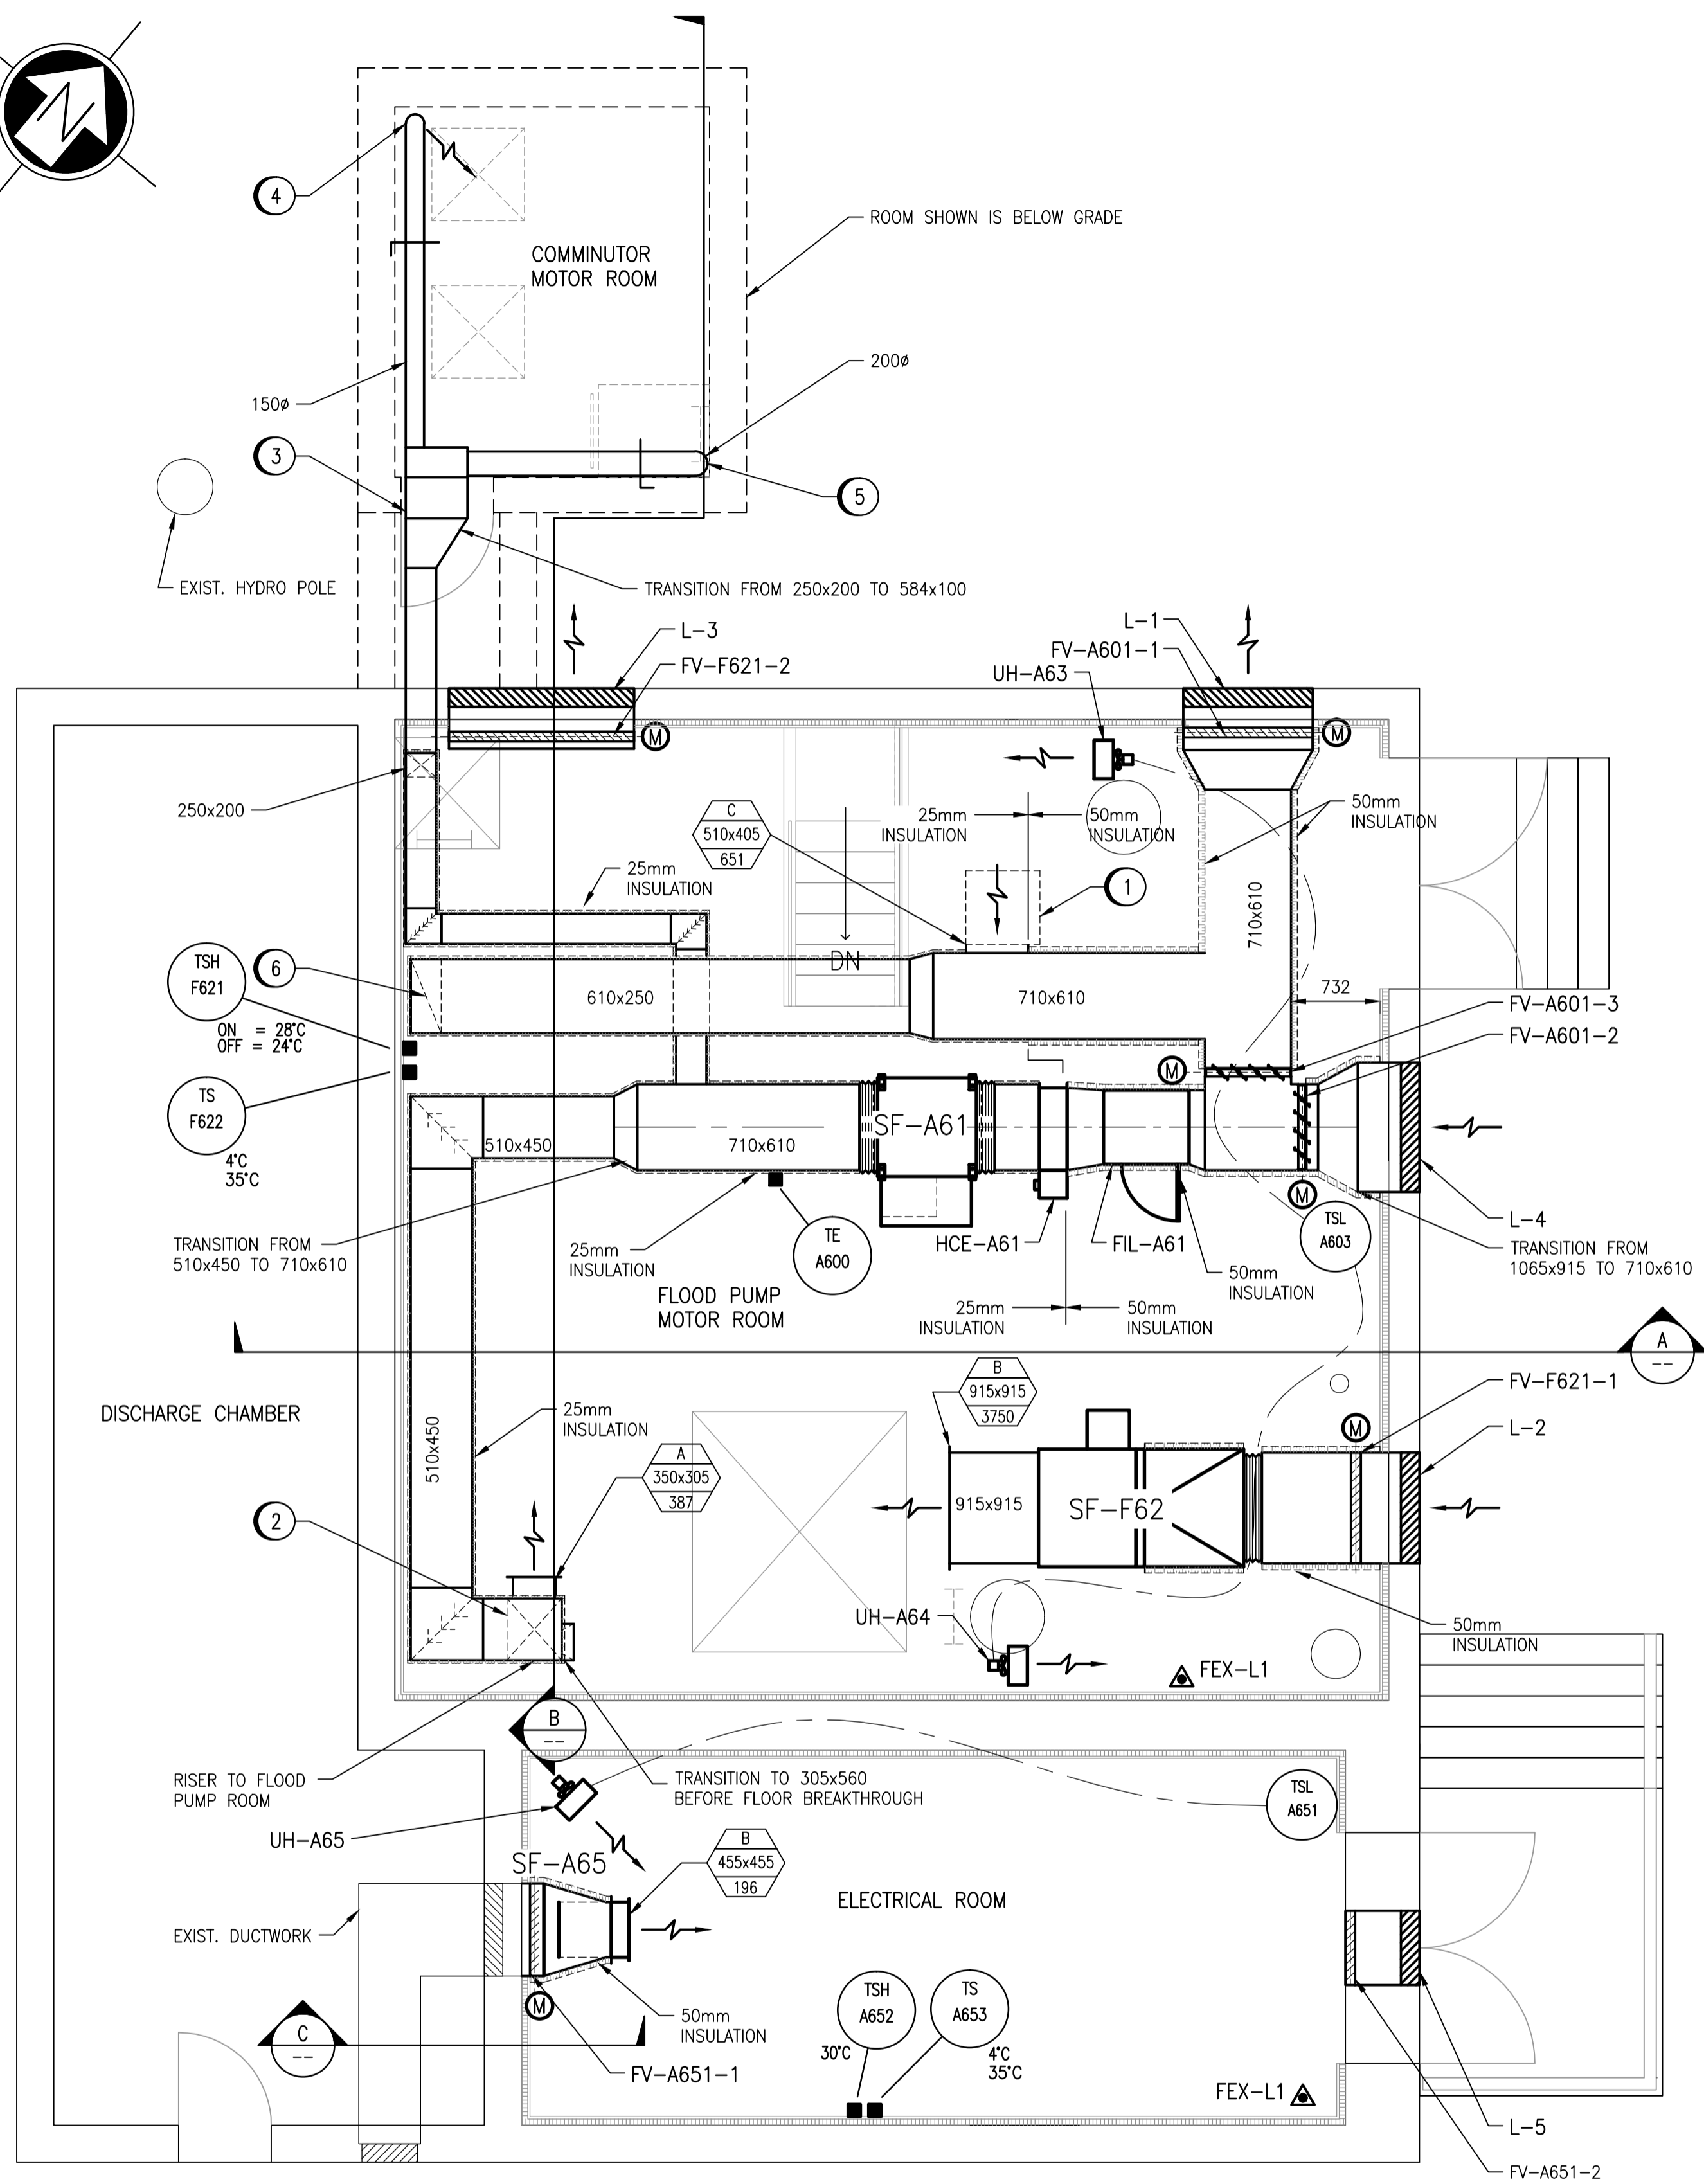 N
4
COMMINUTOR
MOTOR ROOM
ROOM SHOWN IS BELOW GRADE
200ø
150ø
3
5
EXIST. HYDRO POLE
TRANSITION FROM 250x200 TO 584x100
L-3
FV-F621-2
L-1
FV-A601-1
UH-A63
M
M
250x200
C
510x405
651
25mm
INSULATION
50mm
INSULATION
50mm
INSULATION
25mm
INSULATION
1
710x610
DN
TSH
F621
6
ON = 28°C
OFF = 24°C
610x250
710x610
732
FV-A601-3
FV-A601-2
M
TS
F622
4°C
35°C
510x450
710x610
SF-A61
M
TRANSITION FROM
510x450 TO 710x610
25mm
INSULATION
TE
A600
HCE-A61
FIL-A61
TSL
A603
L-4
TRANSITION FROM
1065x915 TO 710x610
50mm
INSULATION
FLOOD PUMP
MOTOR ROOM
25mm
INSULATION
50mm
INSULATION
A
--
B
915x915
3750
FV-F621-1
DISCHARGE CHAMBER
25mm
INSULATION
510x450
M
L-2
A
350x305
387
2
915x915
SF-F62
UH-A64
50mm
INSULATION
FEX-L1
B
--
RISER TO FLOOD
PUMP ROOM
TRANSITION TO 305x560
BEFORE FLOOR BREAKTHROUGH
TSL
A651
UH-A65
SF-A65
B
455x455
196
ELECTRICAL ROOM
EXIST. DUCTWORK
M
50mm
INSULATION
TSH
A652
TS
A653
C
--
30°C
4°C
35°C
FV-A651-1
FEX-L1
L-5
FV-A651-2